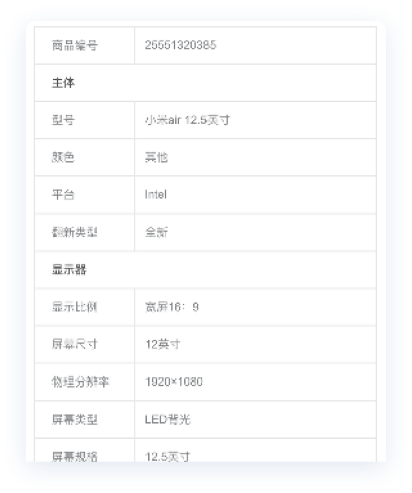 商品编号 25551320385
主体
型号 小米air 12.5英寸
颜色 其他
平台 Intel
翻新类型 全新
显示器
显示比例 宽屏16：9
屏幕尺寸 12英寸
物理分辨率 1920×1080
屏幕类型 LED背光
屏幕规格 12.5英寸